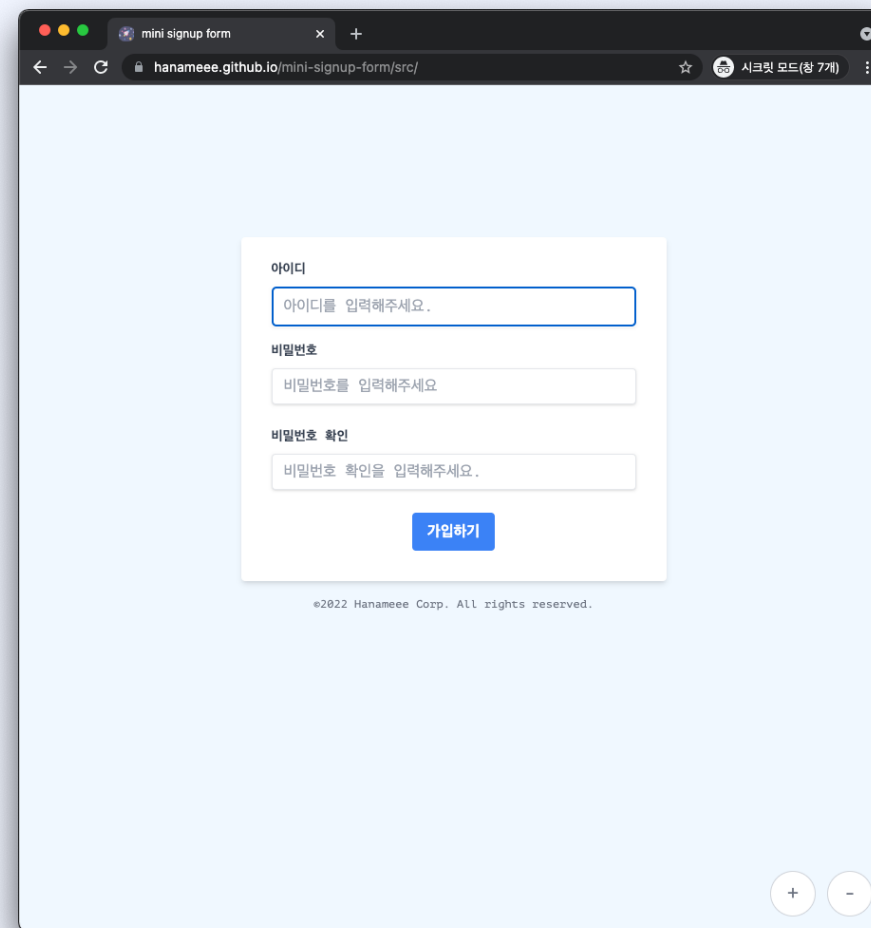 mini signup form
hanameee.github.io/mini-signup-form/src/
시크릿 모드(창 7개)
아이디
아이디를 입력해주세요.
비밀번호
비밀번호를 입력해주세요
비밀번호 확인
비밀번호 확인을 입력해주세요.
가입하기
©2022 Hanameee Corp. All rights reserved.
+ -